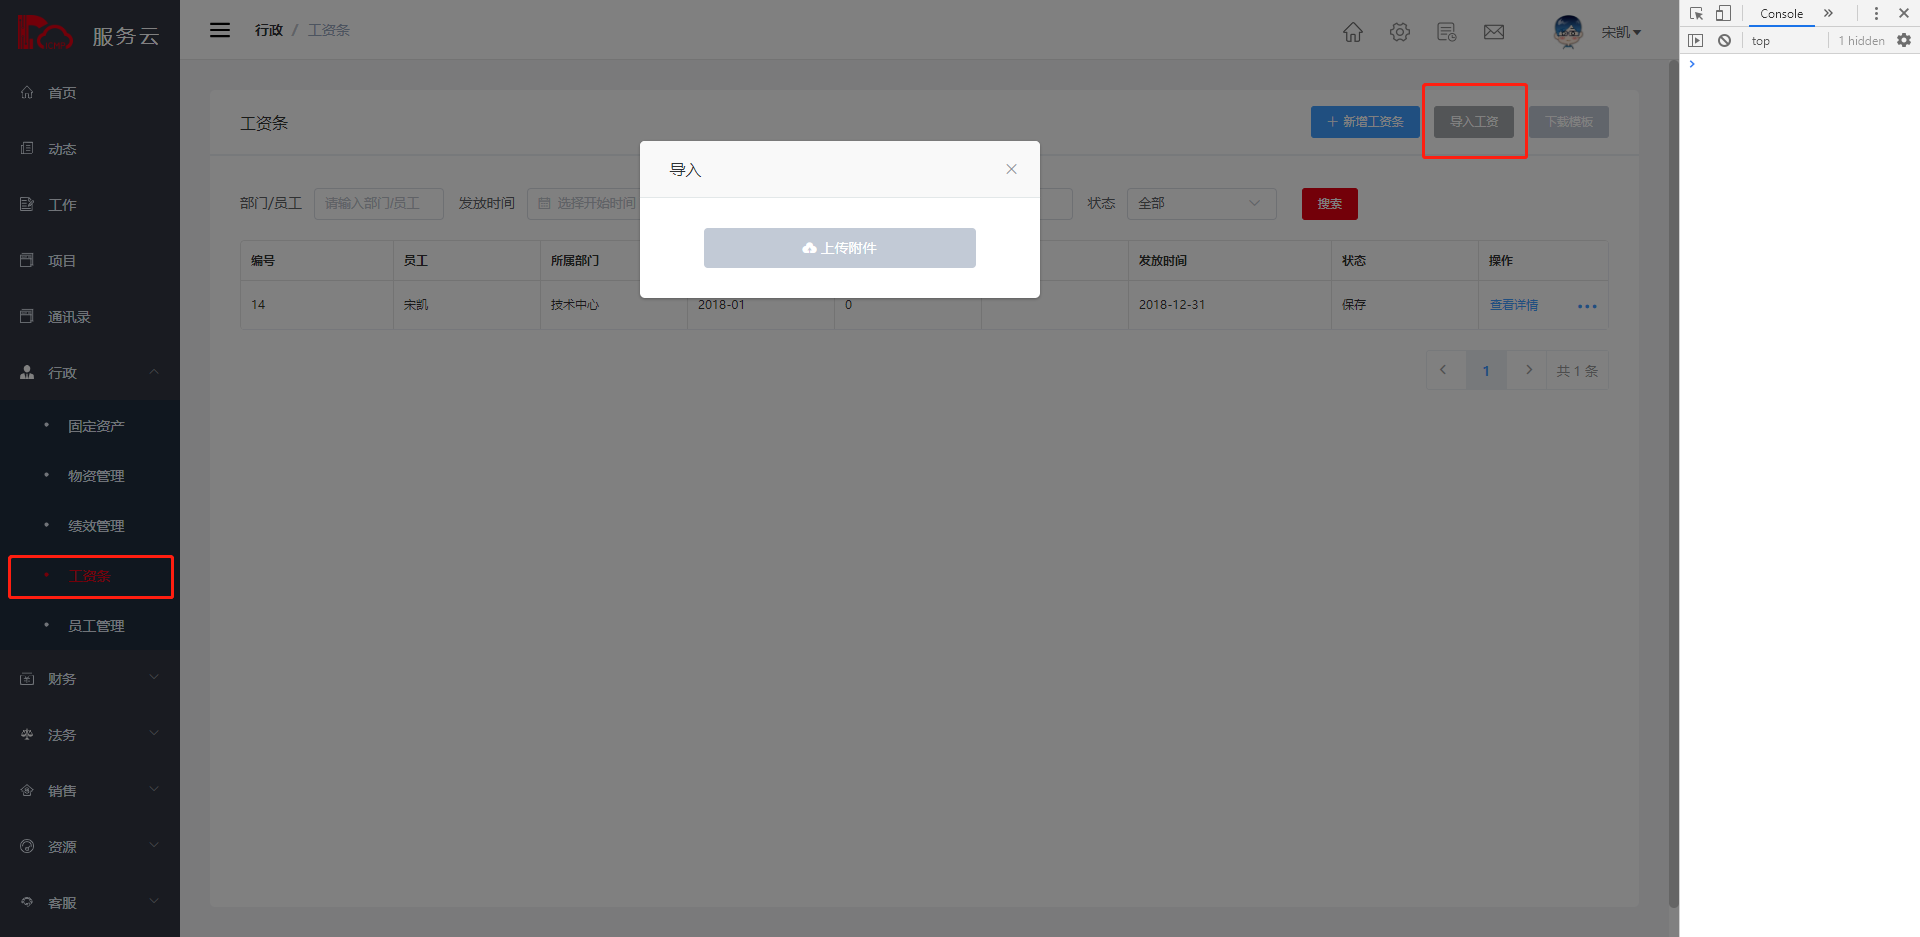 服务云
首页
动态
工作
项目
通讯录
行政
固定资产
物资管理
绩效管理
工资条
员工管理
财务
法务
销售
资源
客服
行政 / 工资条
宋凯
工资条
+ 新增工资条 导入工资 下载模板
部门/员工 请输入部门/员工 发放时间 选择开始时间 状态 全部 搜索
编号 员工 所属部门 发放时间 状态 操作
14 宋凯 技术中心 2018-01 0 2018-12-31 保存 查看详情 •••
< 1 > 共 1 条
导入 ×
上传附件
Console »
top 1 hidden
>